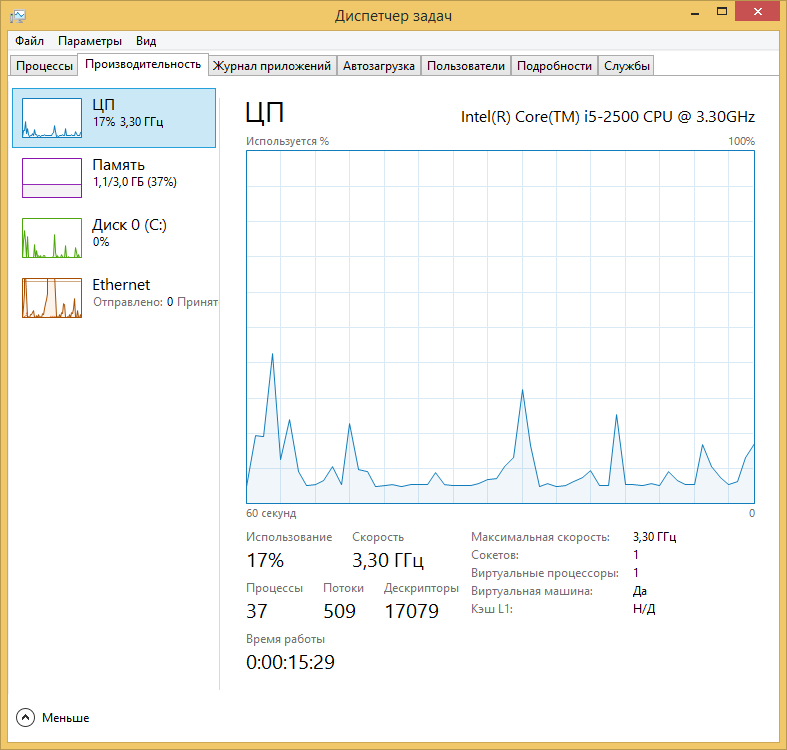 Диспетчер задач
Файл Параметры Вид
Процессы Производительность Журнал приложений Автозагрузка Пользователи Подробности Службы
ЦП
17% 3,30 ГГц
Память
1,1/3,0 ГБ (37%)
Диск 0 (C:)
0%
Ethernet
Отправлено: 0 Принят
ЦП Intel(R) Core(TM) i5-2500 CPU @ 3.30GHz
Используется % 100%
60 секунд 0
Использование Скорость
17% 3,30 ГГц
Процессы Потоки Дескрипторы
37 509 17079
Время работы
0:00:15:29
Максимальная скорость: 3,30 ГГц
Сокетов: 1
Виртуальные процессоры: 1
Виртуальная машина: Да
Кэш L1: Н/Д
Меньше